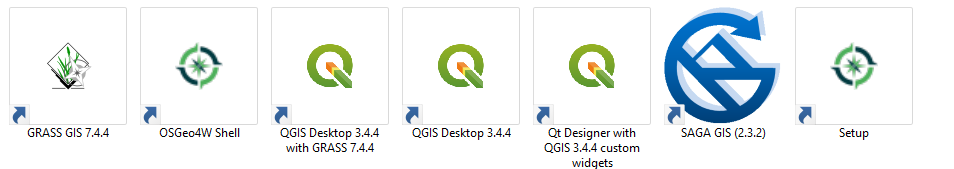 GRASS GIS 7.4.4
OSGeo4W Shell
QGIS Desktop 3.4.4
with GRASS 7.4.4
QGIS Desktop 3.4.4
Qt Designer with
QGIS 3.4.4 custom
widgets
SAGA GIS (2.3.2)
Setup